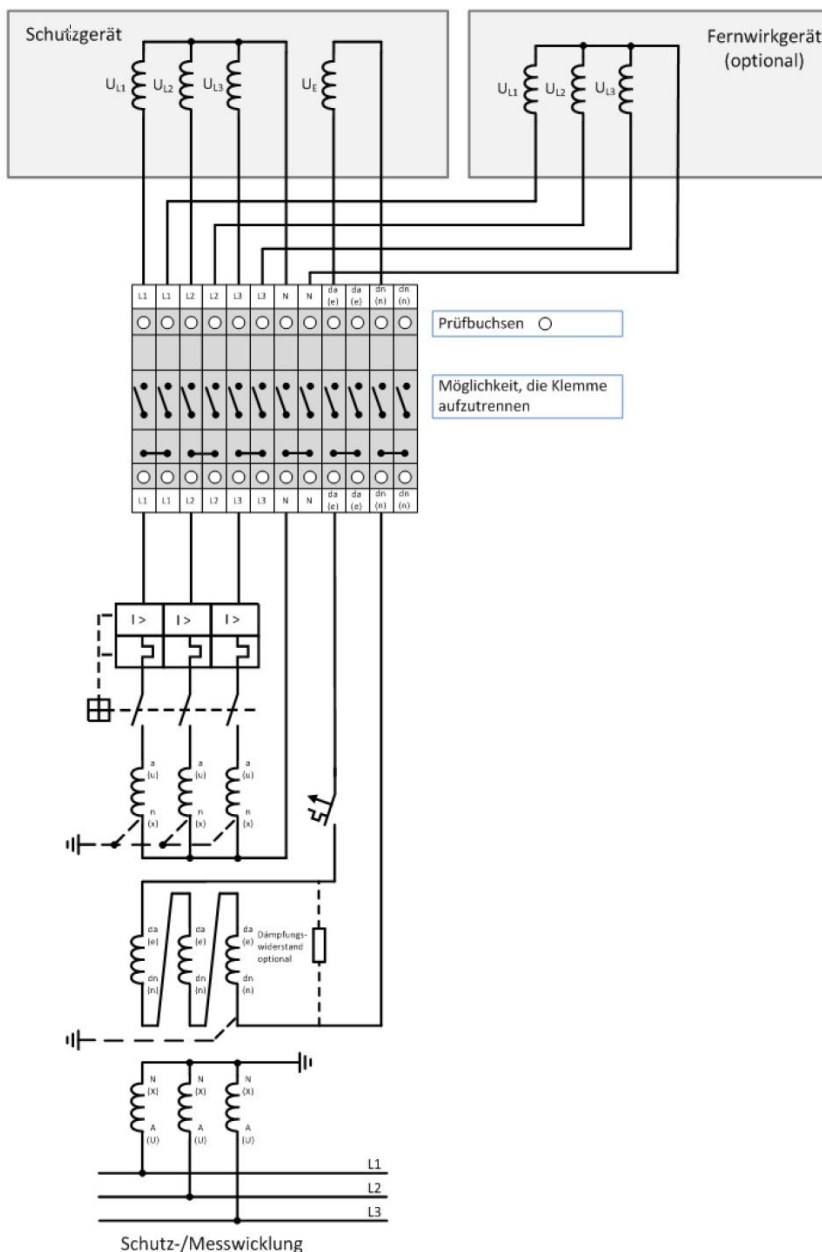 Schutzgerät
Fernwirkgerät
(optional)
UL1 UL2 UL3 UE
UL1 UL2 UL3
L1 L1 L2 L2 L3 L3 N N da (e) da (e) dn (n) dn (n)
Prüfbuchsen
Möglichkeit, die Klemme
aufzutrennen
L1 L1 L2 L2 L3 L3 N N da (e) da (e) dn (n) dn (n)
I > I > I >
a (u) a (u) a (u)
n (x) n (x) n (x)
da (e) da (e) da (e)
Dämpfungs-
widerstand
optional
dn (n) dn (n) dn (n)
N (X) N (X) N (X)
A (U) A (U) A (U)
L1
L2
L3
Schutz-/Messwicklung